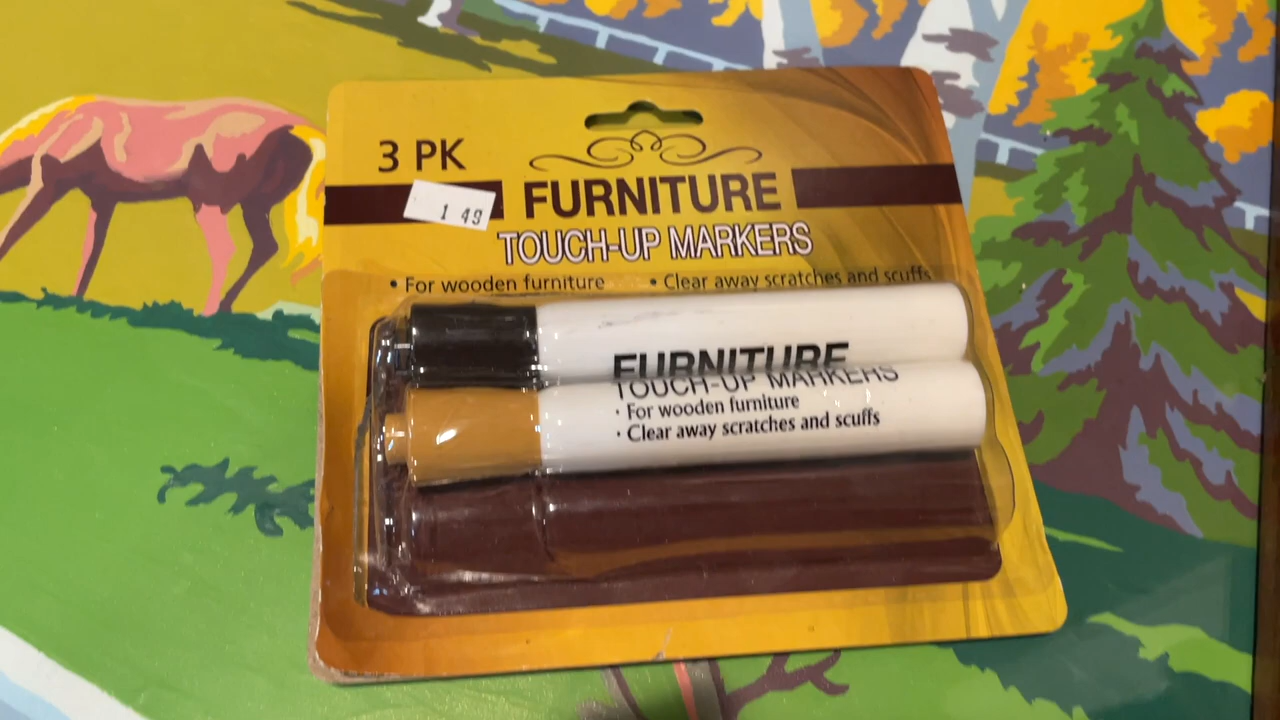 3 PK
1 49
FURNITURE
TOUCH-UP MARKERS
• For wooden furniture
• Clear away scratches and scuffs
FURNITURE
TOUCH-UP MARKERS
· For wooden furniture
· Clear away scratches and scuffs